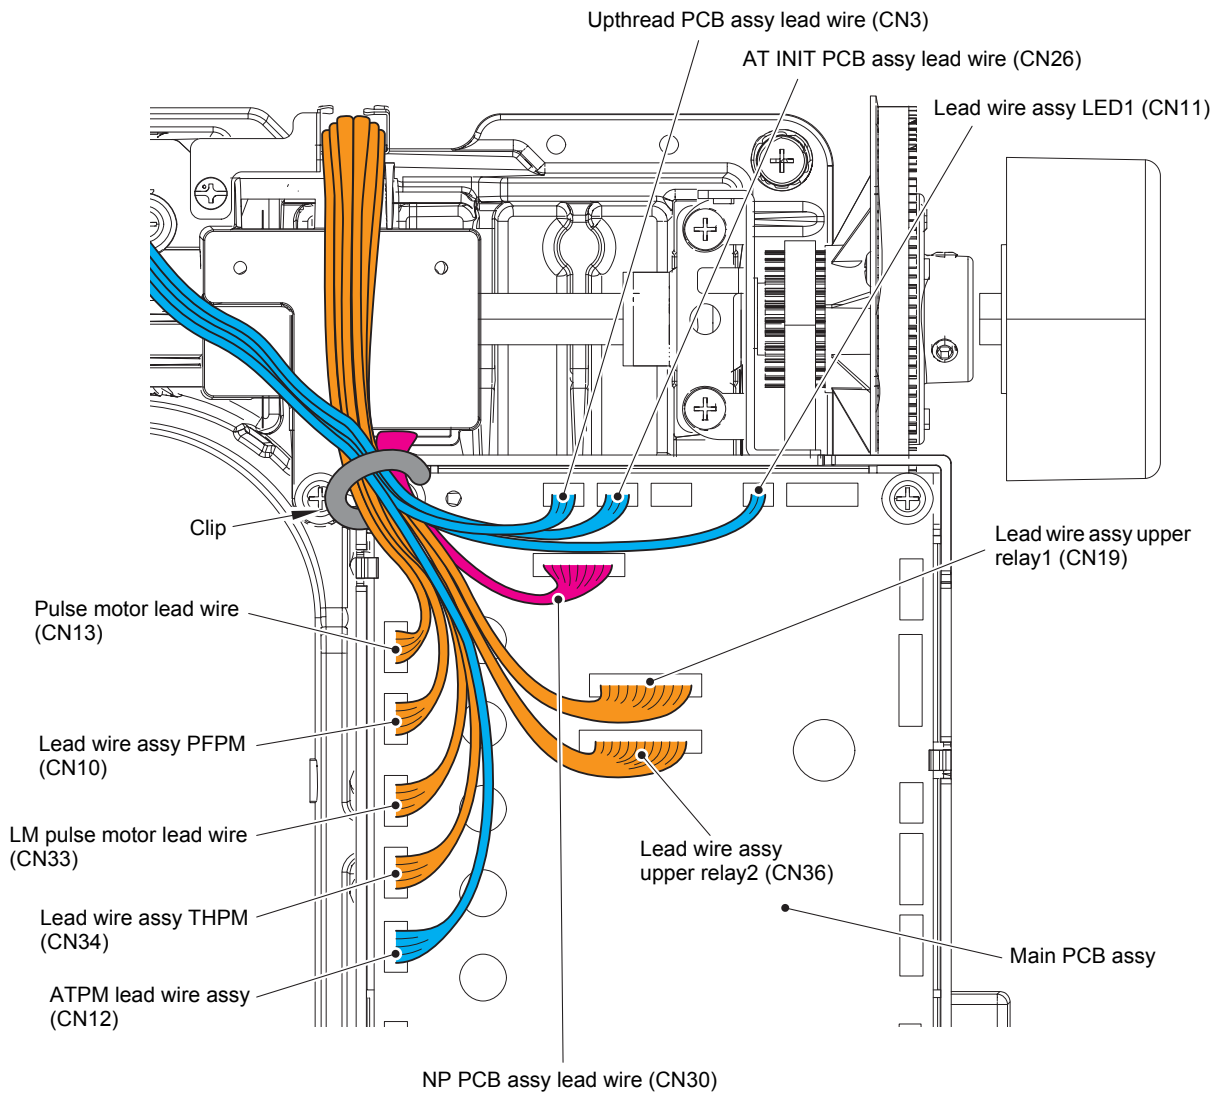 Upthread PCB assy lead wire (CN3)
AT INIT PCB assy lead wire (CN26)
Lead wire assy LED1 (CN11)
Clip
Lead wire assy upper
relay1 (CN19)
Pulse motor lead wire
(CN13)
Lead wire assy PFPM
(CN10)
LM pulse motor lead wire
(CN33)
Lead wire assy
upper relay2 (CN36)
Lead wire assy THPM
(CN34)
Main PCB assy
ATPM lead wire assy
(CN12)
NP PCB assy lead wire (CN30)